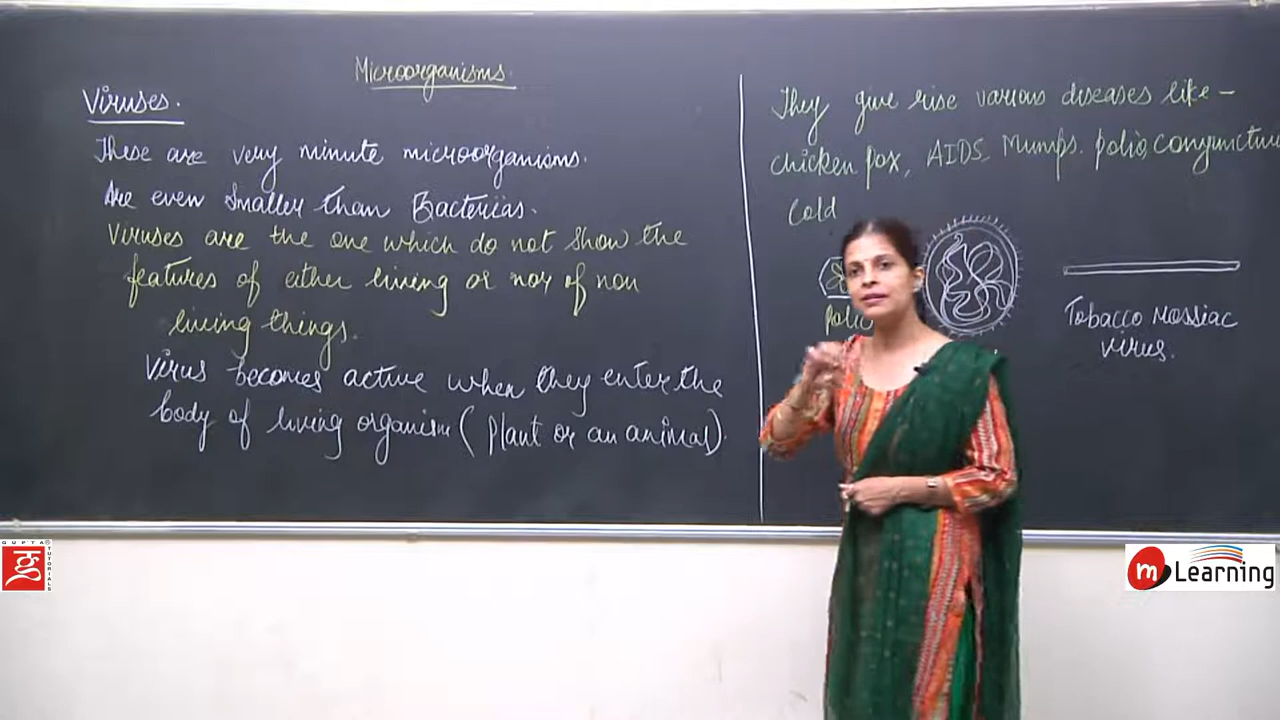 Microorganisms.
Viruses.
These are very minute microorganisms.
Are even smaller than Bacterias.
Viruses are the one which do not show the
features of either living or nor of non
living things.
Virus becomes active when they enter the
body of living organism (plant or an animal).
They give rise various diseases like -
chicken pox, AIDS, Mumps. polio, conjunctiv
Cold
Polio
Tobacco Mossiac
virus.
GUPTA
TUTORIALS
m Learning